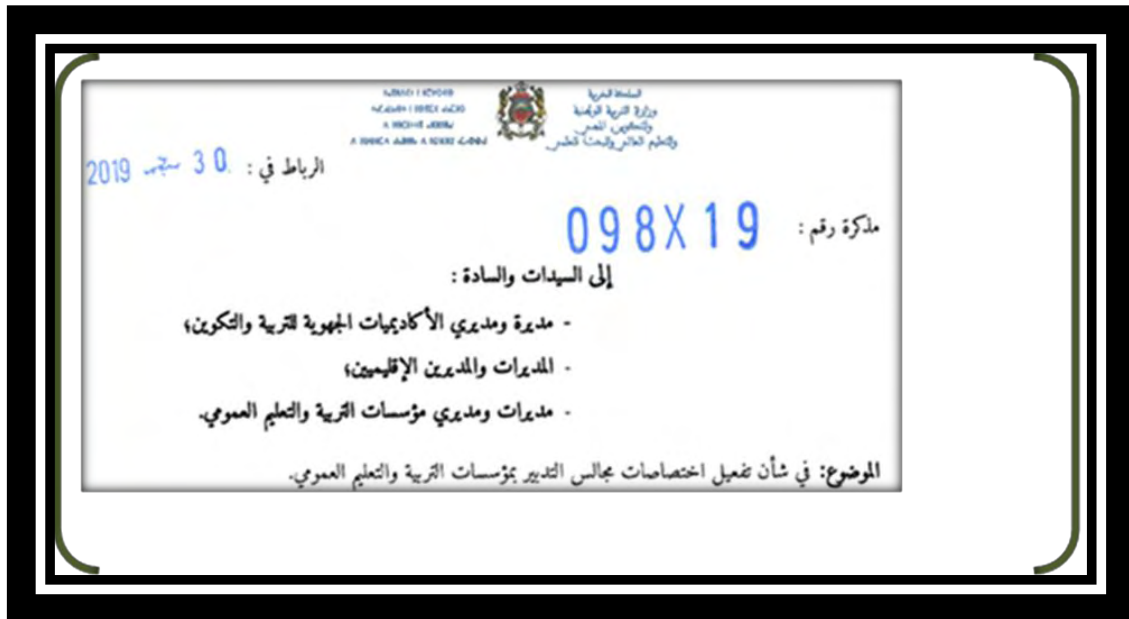 المملكة المغربية
وزارة التربية الوطنية
والتكوين المهني
والتعليم العالي والبحث العلمي
الرباط في : 30 سبتمبر 2019
مذكرة رقم : 098X19
إلى السيدات والسادة :
- مديرة ومديري الأكاديميات الجهوية للتربية والتكوين؛
- المديرات والمديرين الإقليميين؛
- مديرات ومديري مؤسسات التربية والتعليم العمومي.
الموضوع: في شأن تفعيل اختصاصات مجالس التدبير بمؤسسات التربية والتعليم العمومي.